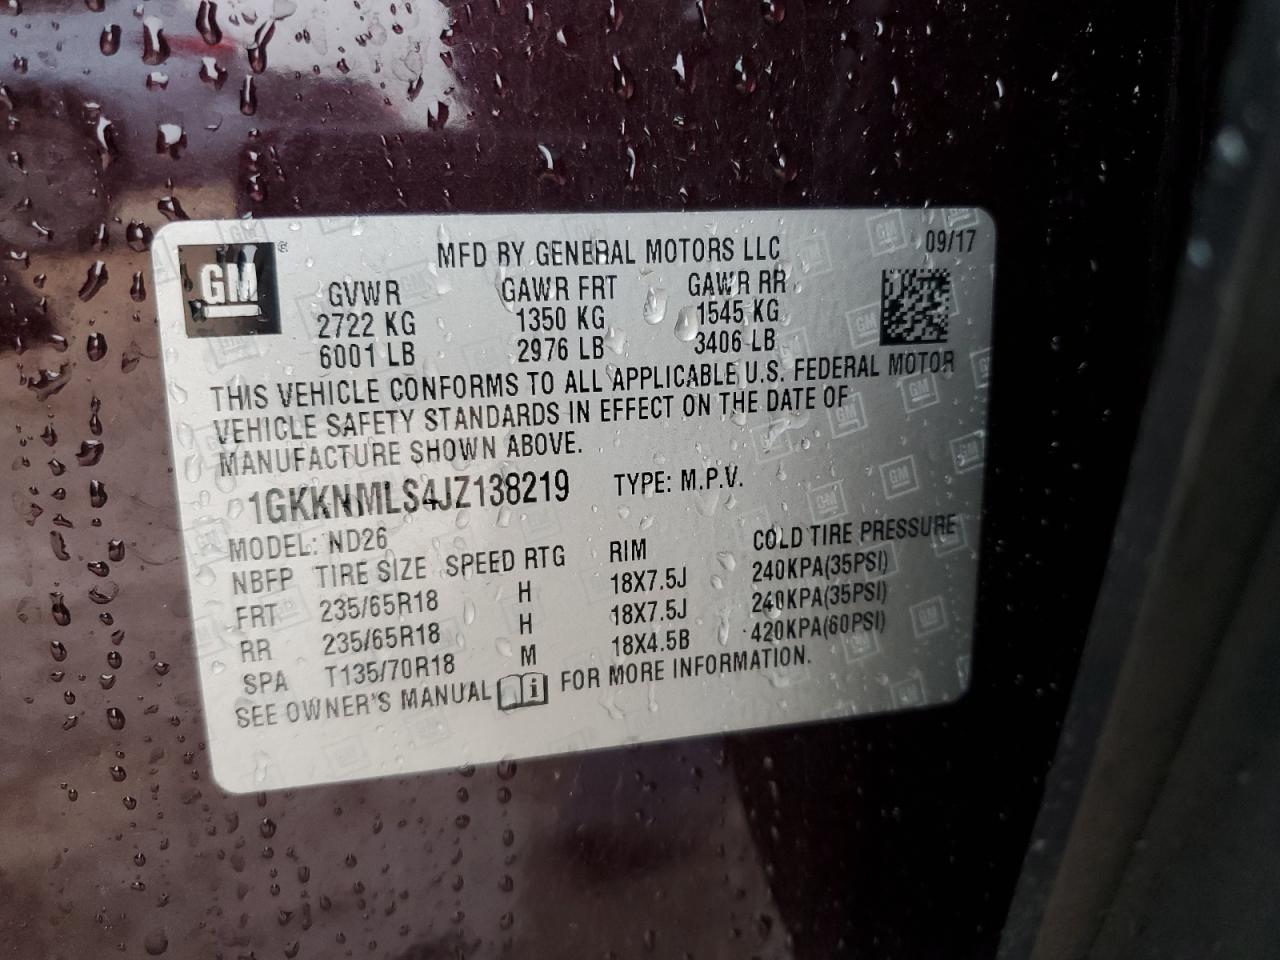 GM ®
MFD BY GENERAL MOTORS LLC 09/17
GVWR GAWR FRT GAWR RR
2722 KG 1350 KG 1545 KG
6001 LB 2976 LB 3406 LB
THIS VEHICLE CONFORMS TO ALL APPLICABLE U.S. FEDERAL MOTOR
VEHICLE SAFETY STANDARDS IN EFFECT ON THE DATE OF
MANUFACTURE SHOWN ABOVE.
1GKKNMLS4JZ138219 TYPE: M.P.V.
MODEL: ND26
NBFP TIRE SIZE SPEED RTG RIM COLD TIRE PRESSURE
FRT 235/65R18 H 18X7.5J 240KPA(35PSI)
RR 235/65R18 H 18X7.5J 240KPA(35PSI)
SPA T135/70R18 M 18X4.5B 420KPA(60PSI)
SEE OWNER'S MANUAL i FOR MORE INFORMATION.